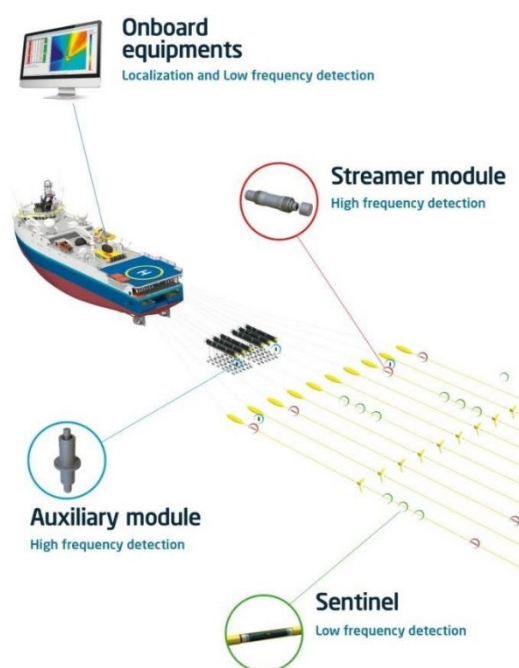 Onboard
equipments
Localization and Low frequency detection
Streamer module
High frequency detection
H
Auxiliary module
High frequency detection
Sentinel
Low frequency detection